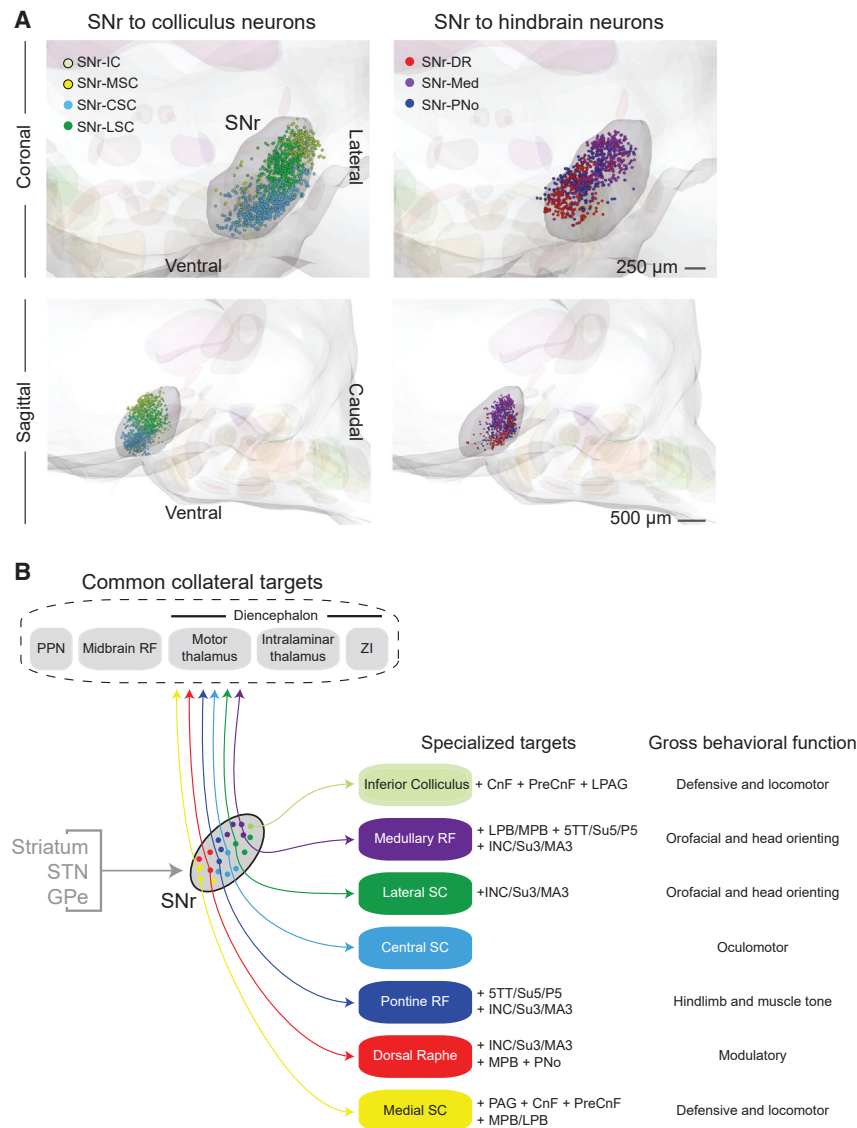 A
SNr to colliculus neurons
SNr to hindbrain neurons
Coronal
SNr-IC
SNr-MSC
SNr-CSC
SNr-LSC
SNr
Lateral
Ventral
SNr-DR
SNr-Med
SNr-PNo
250 µm
Sagittal
Caudal
Ventral
500 µm
B
Common collateral targets
Diencephalon
PPN
Midbrain RF
Motor
thalamus
Intralaminar
thalamus
ZI
Striatum
STN
GPe
SNr
Specialized targets
Gross behavioral function
Inferior Colliculus + CnF + PreCnF + LPAG
Defensive and locomotor
Medullary RF
+ LPB/MPB + 5TT/Su5/P5
+ INC/Su3/MA3
Orofacial and head orienting
Lateral SC +INC/Su3/MA3
Orofacial and head orienting
Central SC
Oculomotor
Pontine RF
+ 5TT/Su5/P5
+ INC/Su3/MA3
Hindlimb and muscle tone
Dorsal Raphe
+ INC/Su3/MA3
+ MPB + PNo
Modulatory
Medial SC
+ PAG + CnF + PreCnF
+ MPB/LPB
Defensive and locomotor